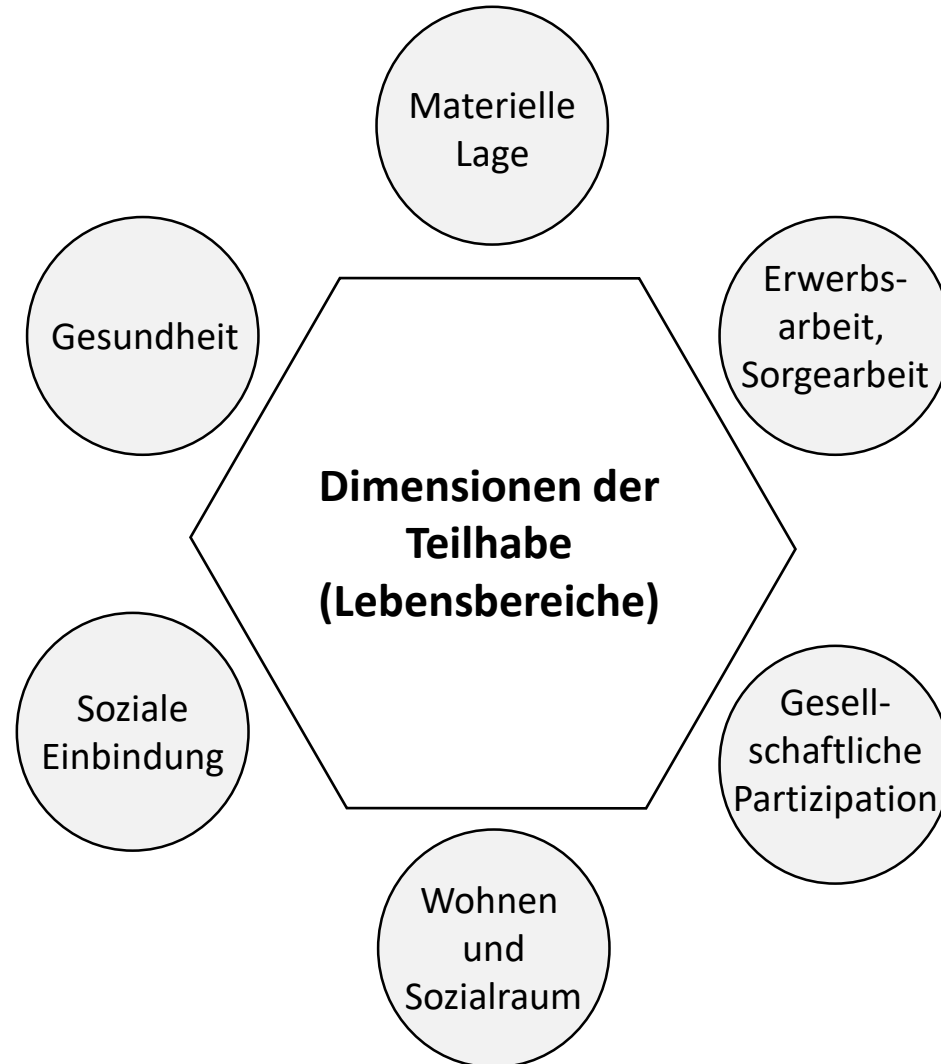 Materielle
Lage
Erwerbs-
arbeit,
Sorgearbeit
Gesundheit
Dimensionen der
Teilhabe
(Lebensbereiche)
Gesell-
schaftliche
Partizipation
Soziale
Einbindung
Wohnen
und
Sozialraum